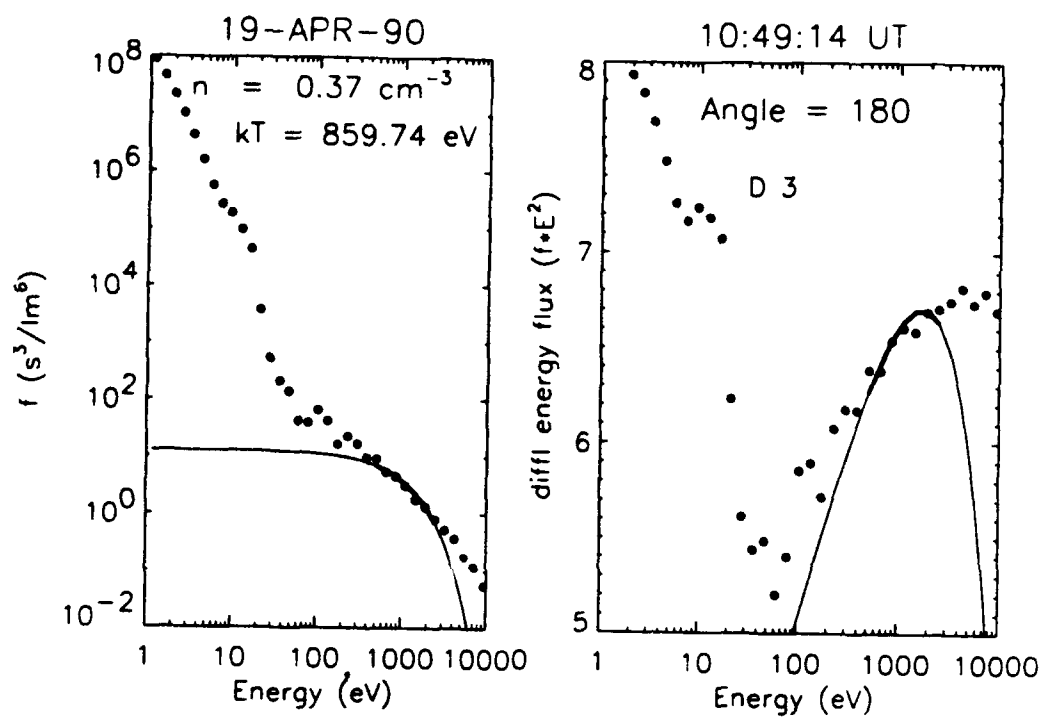 19-APR-90
10:49:14 UT
n = 0.37 cm⁻³
kT = 859.74 eV
f (s³/km⁶)
10⁸
10⁶
10⁴
10²
10⁰
10⁻²
1 10 100 1000 10000
Energy (eV)
Angle = 180
D 3
diffl energy flux (f*E²)
8
7
6
5
1 10 100 1000 10000
Energy (eV)